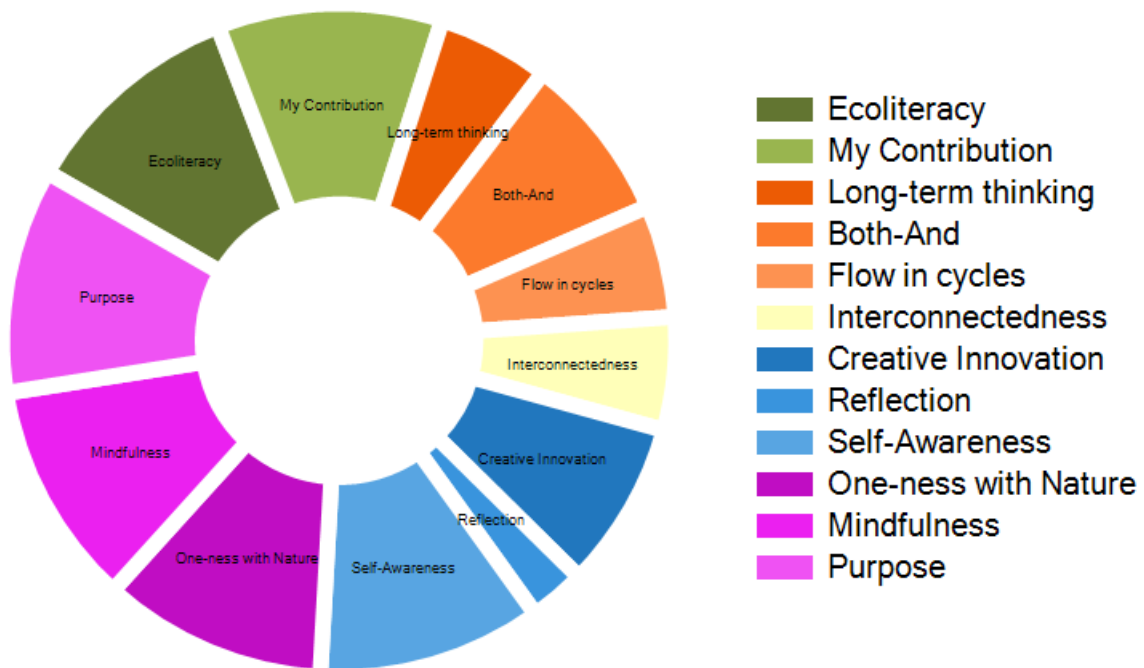 My Contribution
Long-term thinking
Ecoliteracy
Both-And
Flow in cycles
Purpose
Interconnectedness
Mindfulness
Creative Innovation
Reflection
One-ness with Nature
Self-Awareness
Ecoliteracy
My Contribution
Long-term thinking
Both-And
Flow in cycles
Interconnectedness
Creative Innovation
Reflection
Self-Awareness
One-ness with Nature
Mindfulness
Purpose